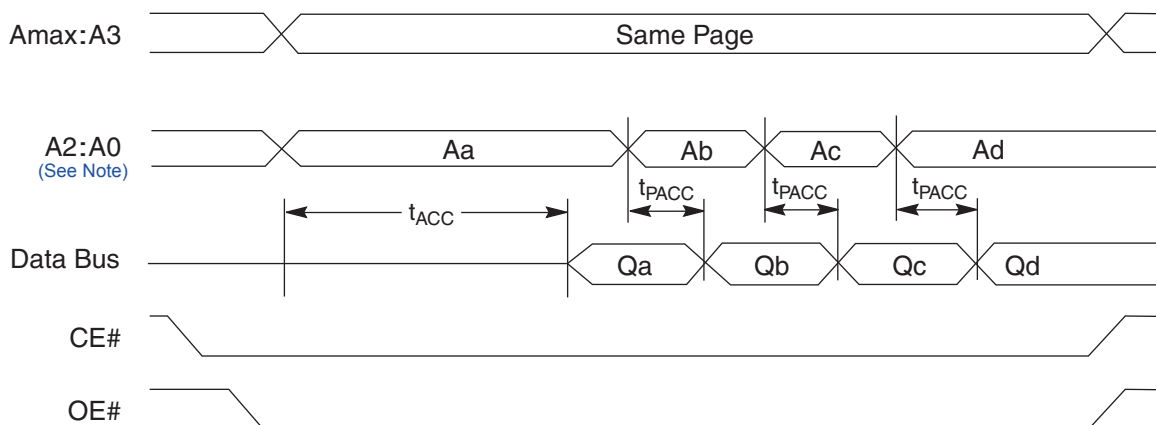 Amax:A3
Same Page
A2:A0
(See Note)
Aa
Ab
Ac
Ad
tACC
tPACC
tPACC
tPACC
Data Bus
Qa
Qb
Qc
Qd
CE#
OE#